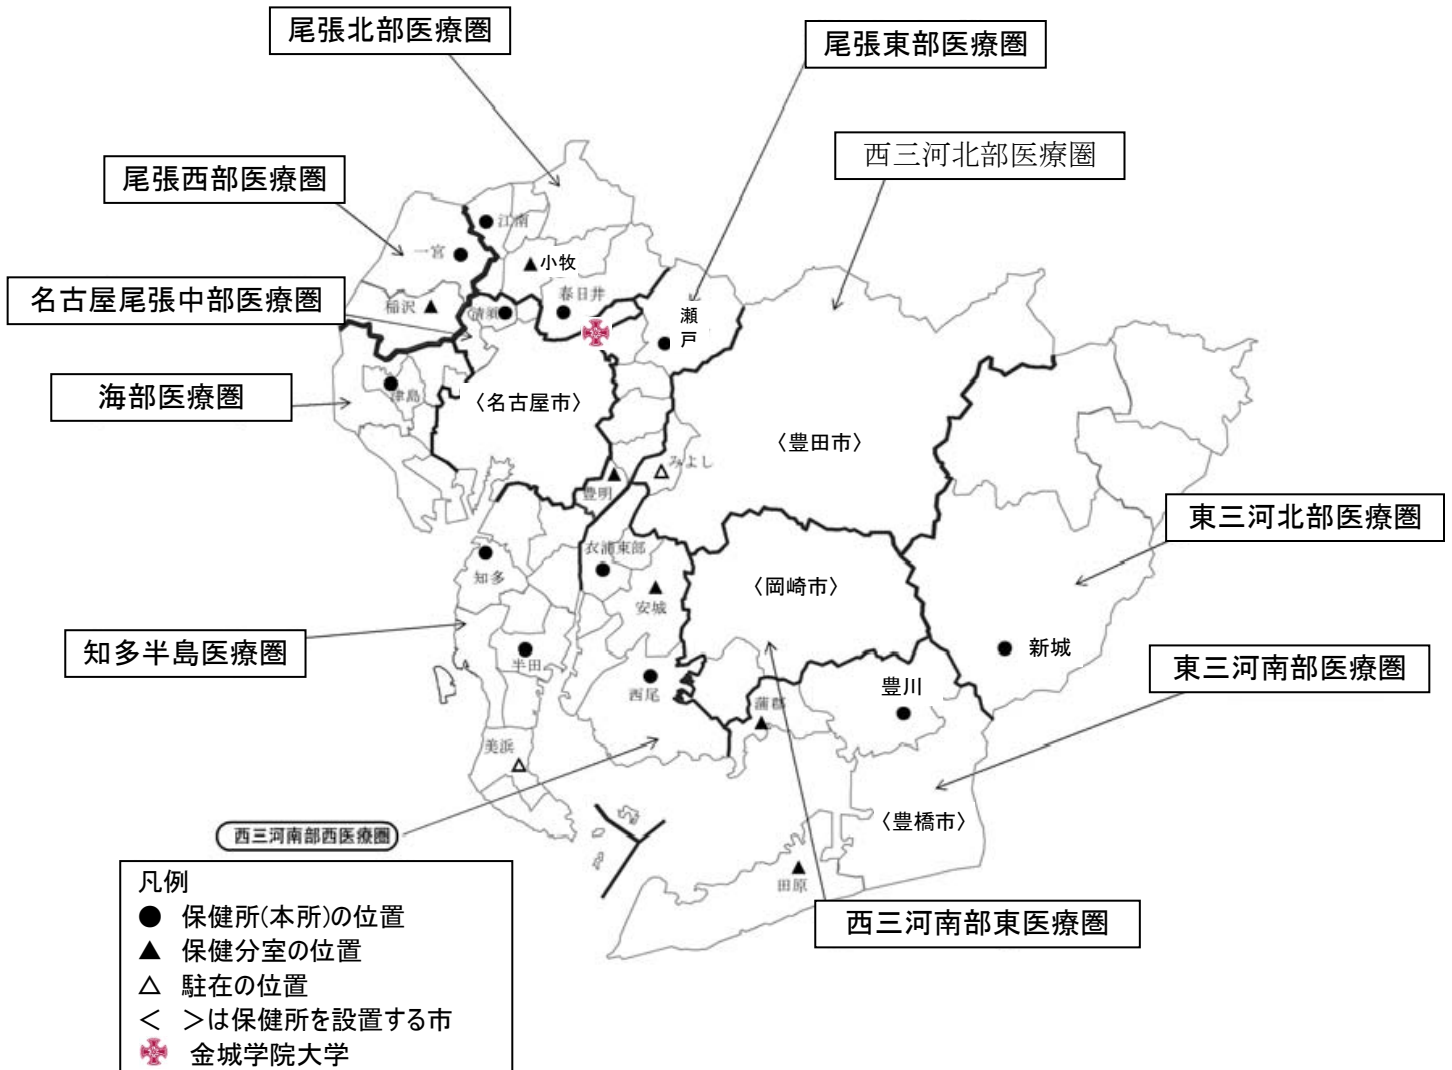 尾張北部医療圏
尾張東部医療圏
西三河北部医療圏
尾張西部医療圏
江南
一宮
小牧
名古屋尾張中部医療圏
稲沢
清須
春日井
瀬
戸
海部医療圏
津島
〈名古屋市〉
〈豊田市〉
みよし
豊明
東三河北部医療圏
衣浦東部
知多
安城
〈岡崎市〉
知多半島医療圏
半田
新城
東三河南部医療圏
西尾
蒲郡
豊川
美浜
西三河南部西医療圏
〈豊橋市〉
田原
西三河南部東医療圏
凡例
● 保健所(本所)の位置
▲ 保健分室の位置
△ 駐在の位置
< >は保健所を設置する市
金城学院大学